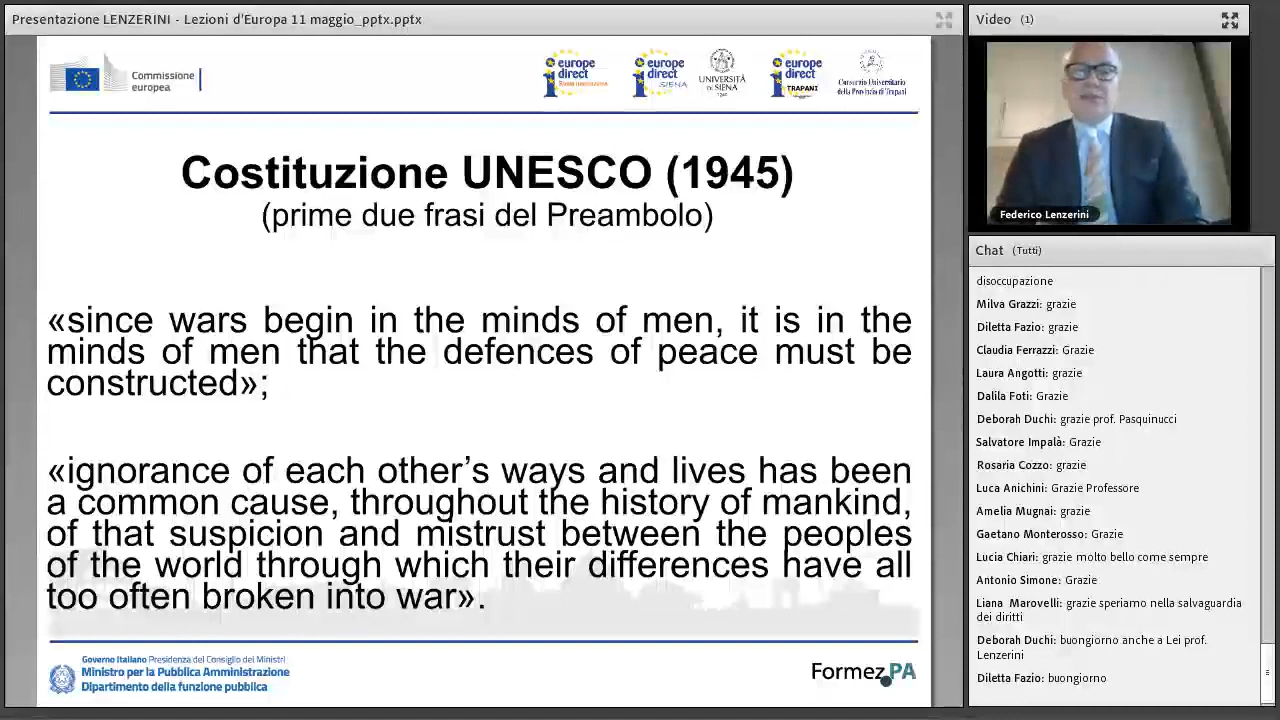 Presentazione LENZERINI - Lezioni d'Europa 11 maggio_pptx.pptx
Commissione
europea
europe
direct
europe
direct
SIENA
UNIVERSITÀ
DI SIENA
1240
europe
direct
TRAPANI
Consorzio Universitario
della Provincia di Trapani
Costituzione UNESCO (1945)
(prime due frasi del Preambolo)
«since wars begin in the minds of men, it is in the
minds of men that the defences of peace must be
constructed»;
«ignorance of each other’s ways and lives has been
a common cause, throughout the history of mankind,
of that suspicion and mistrust between the peoples
of the world through which their differences have all
too often broken into war».
Governo Italiano Presidenza del Consiglio dei Ministri
Ministro per la Pubblica Amministrazione
Dipartimento della funzione pubblica
Formez PA
Video (1)
Federico Lenzerini
Chat (Tutti)
disoccupazione
Milva Grazzi: grazie
Diletta Fazio: grazie
Claudia Ferrazzi: Grazie
Laura Angotti: grazie
Dalila Foti: Grazie
Deborah Duchi: grazie prof. Pasquinucci
Salvatore Impalà: Grazie
Rosaria Cozzo: grazie
Luca Anichini: Grazie Professore
Amelia Mugnai: grazie
Gaetano Monterosso: Grazie
Lucia Chiari: grazie molto bello come sempre
Antonio Simone: Grazie
Liana Marovelli: grazie speriamo nella salvaguardia
dei diritti
Deborah Duchi: buongiorno anche a Lei prof.
Lenzerini
Diletta Fazio: buongiorno